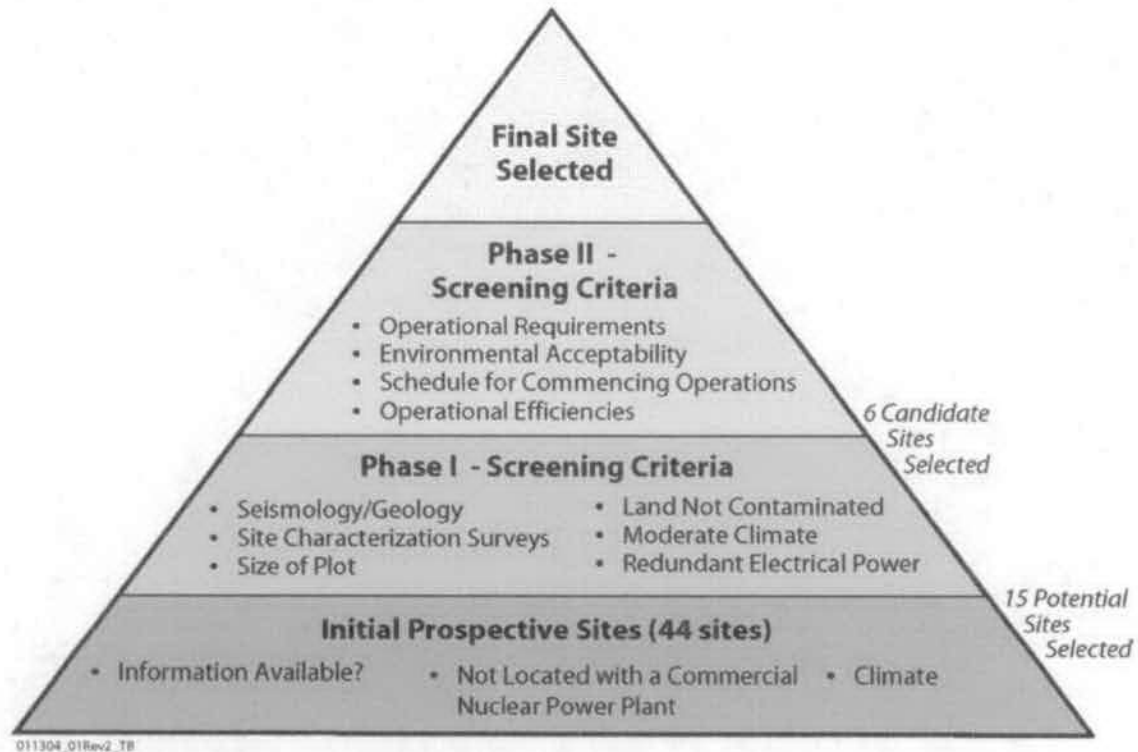 Final Site
Selected
Phase II -
Screening Criteria
• Operational Requirements
• Environmental Acceptability
• Schedule for Commencing Operations
• Operational Efficiencies
6 Candidate
Sites
Selected
Phase I - Screening Criteria
• Seismology/Geology
• Site Characterization Surveys
• Size of Plot
• Land Not Contaminated
• Moderate Climate
• Redundant Electrical Power
15 Potential
Sites
Selected
Initial Prospective Sites (44 sites)
• Information Available?
• Not Located with a Commercial
Nuclear Power Plant
• Climate
011304_01Rev2_TB